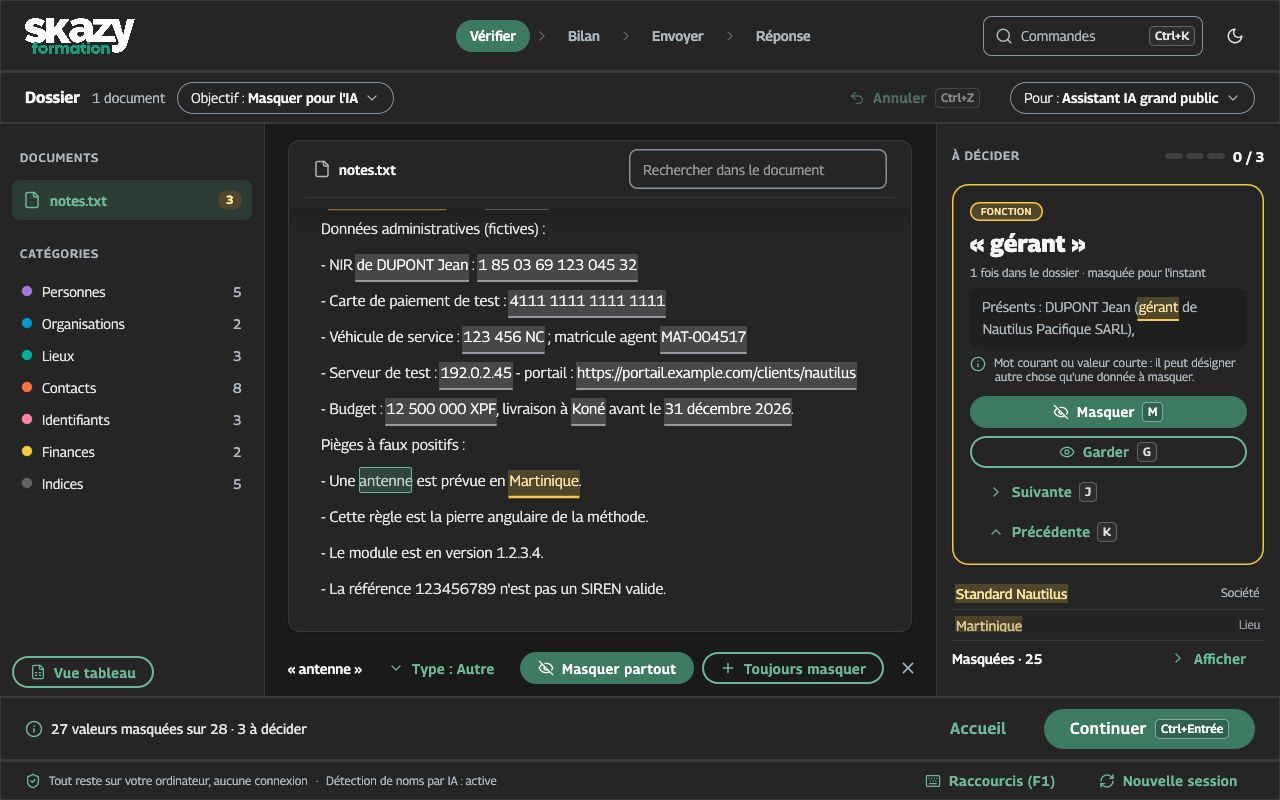 skazy
formation
Vérifier
Bilan
Envoyer
Réponse
Commandes
Ctrl+K
Dossier
1 document
Objectif : Masquer pour l'IA
Annuler
Ctrl+Z
Pour : Assistant IA grand public
DOCUMENTS
notes.txt
3
CATÉGORIES
Personnes 5
Organisations 2
Lieux 3
Contacts 8
Identifiants 3
Finances 2
Indices 5
Vue tableau
notes.txt
Rechercher dans le document
Données administratives (fictives) :
- NIR de DUPONT Jean : 1 85 03 69 123 045 32
- Carte de paiement de test : 4111 1111 1111 1111
- Véhicule de service : 123 456 NC ; matricule agent MAT-004517
- Serveur de test : 192.0.2.45 - portail : https://portail.example.com/clients/nautilus
- Budget : 12 500 000 XPF, livraison à Koné avant le 31 décembre 2026.
Pièges à faux positifs :
- Une antenne est prévue en Martinique.
- Cette règle est la pierre angulaire de la méthode.
- Le module est en version 1.2.3.4.
- La référence 123456789 n'est pas un SIREN valide.
« antenne »
Type : Autre
Masquer partout
Toujours masquer
À DÉCIDER
0 / 3
FONCTION
« gérant »
1 fois dans le dossier · masquée pour l'instant
Présents : DUPONT Jean (gérant de
Nautilus Pacifique SARL),
Mot courant ou valeur courte : il peut désigner
autre chose qu'une donnée à masquer.
Masquer M
Garder G
Suivante J
Précédente K
Standard Nautilus Société
Martinique Lieu
Masquées · 25
Afficher
27 valeurs masquées sur 28 · 3 à décider
Accueil
Continuer Ctrl+Entrée
Tout reste sur votre ordinateur, aucune connexion · Détection de noms par IA : active
Raccourcis (F1)
Nouvelle session